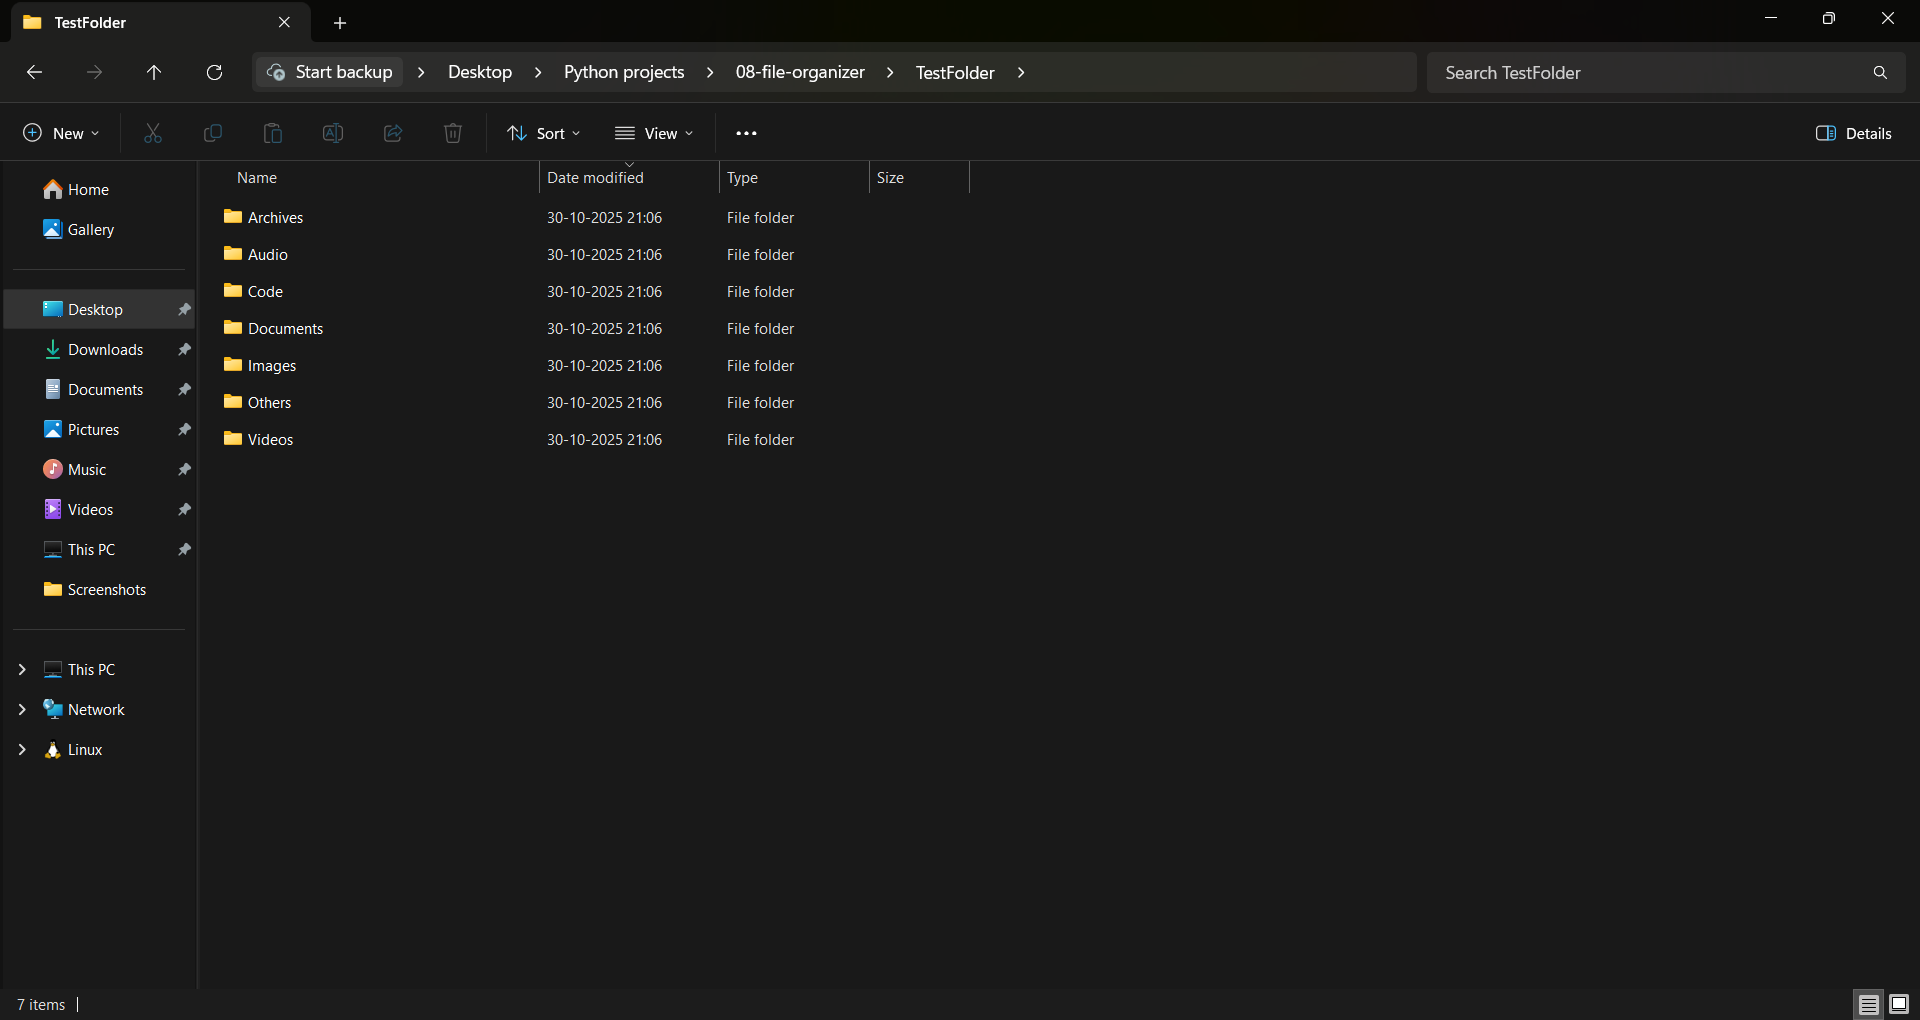 TestFolder
Start backup Desktop Python projects 08-file-organizer TestFolder
Search TestFolder
New Sort View Details
Name Date modified Type Size
Home
Gallery
Desktop
Downloads
Documents
Pictures
Music
Videos
This PC
Screenshots
This PC
Network
Linux
Archives 30-10-2025 21:06 File folder
Audio 30-10-2025 21:06 File folder
Code 30-10-2025 21:06 File folder
Documents 30-10-2025 21:06 File folder
Images 30-10-2025 21:06 File folder
Others 30-10-2025 21:06 File folder
Videos 30-10-2025 21:06 File folder
7 items